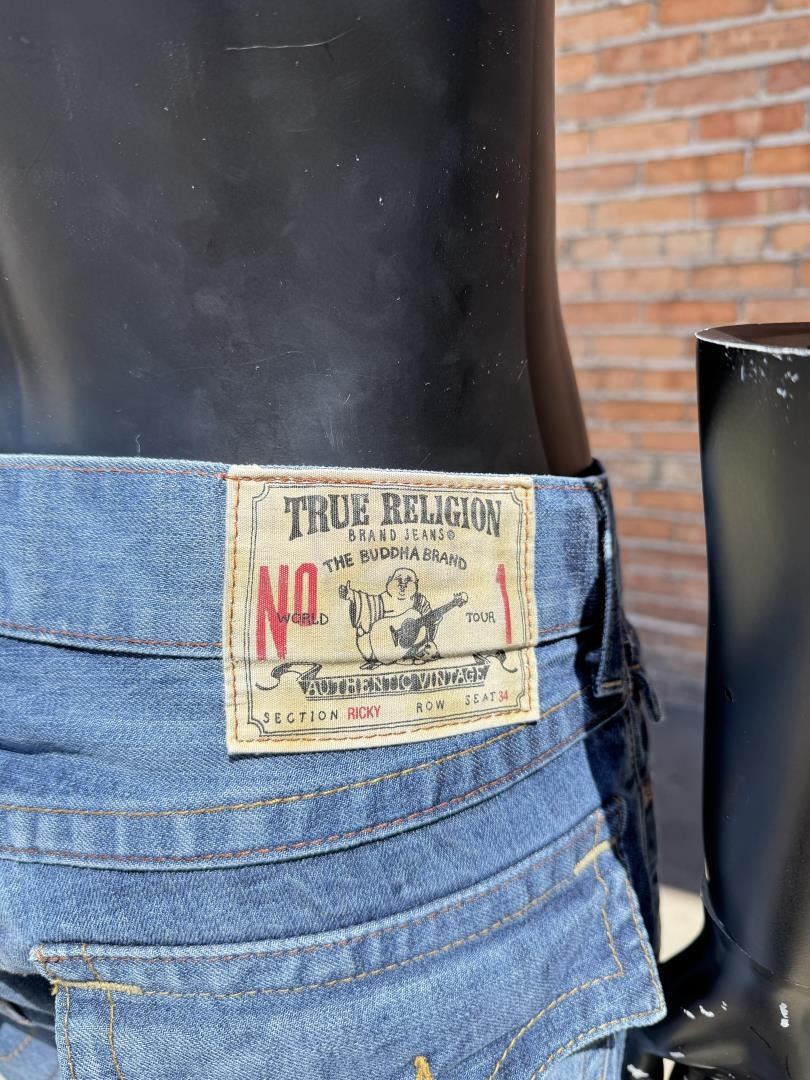 TRUE RELIGION
BRAND JEANS®
THE BUDDHA BRAND
Nº WORLD TOUR 1
AUTHENTIC VINTAGE
SECTION RICKY ROW SEAT 34